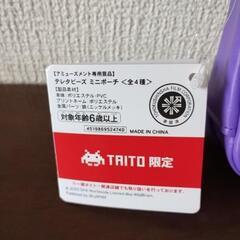 【アミューズメント専用景品】
テレタビーズ ミニポーチ <全4種>
【製品素材】
本体:ポリエステル・PVC
プリントネーム:ポリエステル
金属パーツ:鉄(ニッケルメッキ)
対象年齢6歳以上
MADE IN CHINA
4519869524740
TAITO 限定